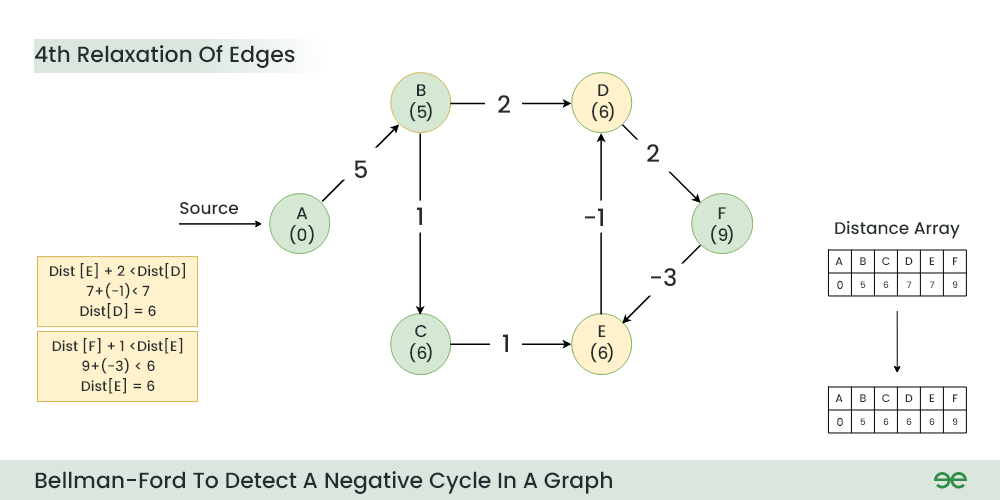 4th Relaxation Of Edges
B
(5)
2
D
(6)
5
2
Source
A
(0)
1
-1
F
(9)
Distance Array
A B C D E F
0 5 6 7 7 9
Dist [E] + 2 <Dist[D]
7+(-1)< 7
Dist[D] = 6
-3
Dist [F] + 1 <Dist[E]
9+(-3) < 6
Dist[E] = 6
C
(6)
1
E
(6)
A B C D E F
0 5 6 6 6 9
Bellman-Ford To Detect A Negative Cycle In A Graph